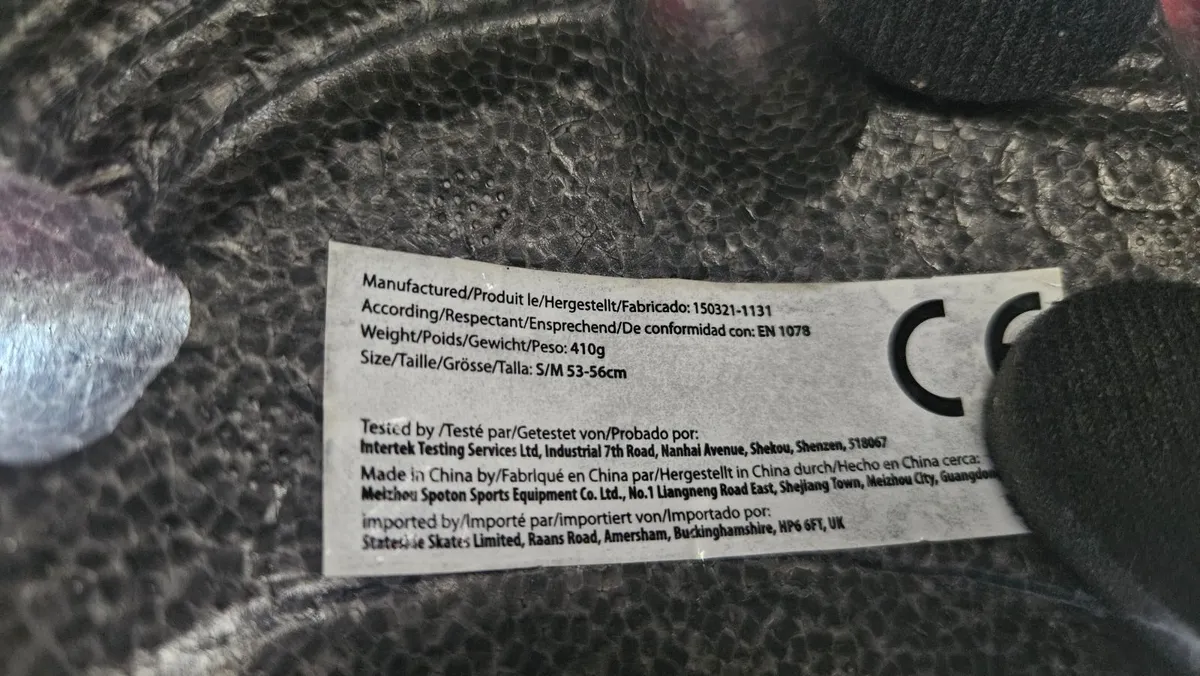 Manufactured/Produit le/Hergestellt/Fabricado: 150321-1131
According/Respectant/Ensprechend/De conformidad con: EN 1078
Weight/Poids/Gewicht/Peso: 410g
Size/Taille/Grösse/Talla: S/M 53-56cm
CE
Tested by /Testé par/Getestet von/Probado por:
Intertek Testing Services Ltd, Industrial 7th Road, Nanhai Avenue, Shekou, Shenzen, 518067
Made in China by/Fabriqué en China par/Hergestellt in China durch/Hecho en China cerca:
Meizhou Spoton Sports Equipment Co. Ltd., No.1 Liangneng Road East, Shejiang Town, Meizhou City,
imported by/Importé par/importiert von/Importado por:
Skates Limited, Raans Road, Amersham, Buckinghamshire, HP6 6FT, UK